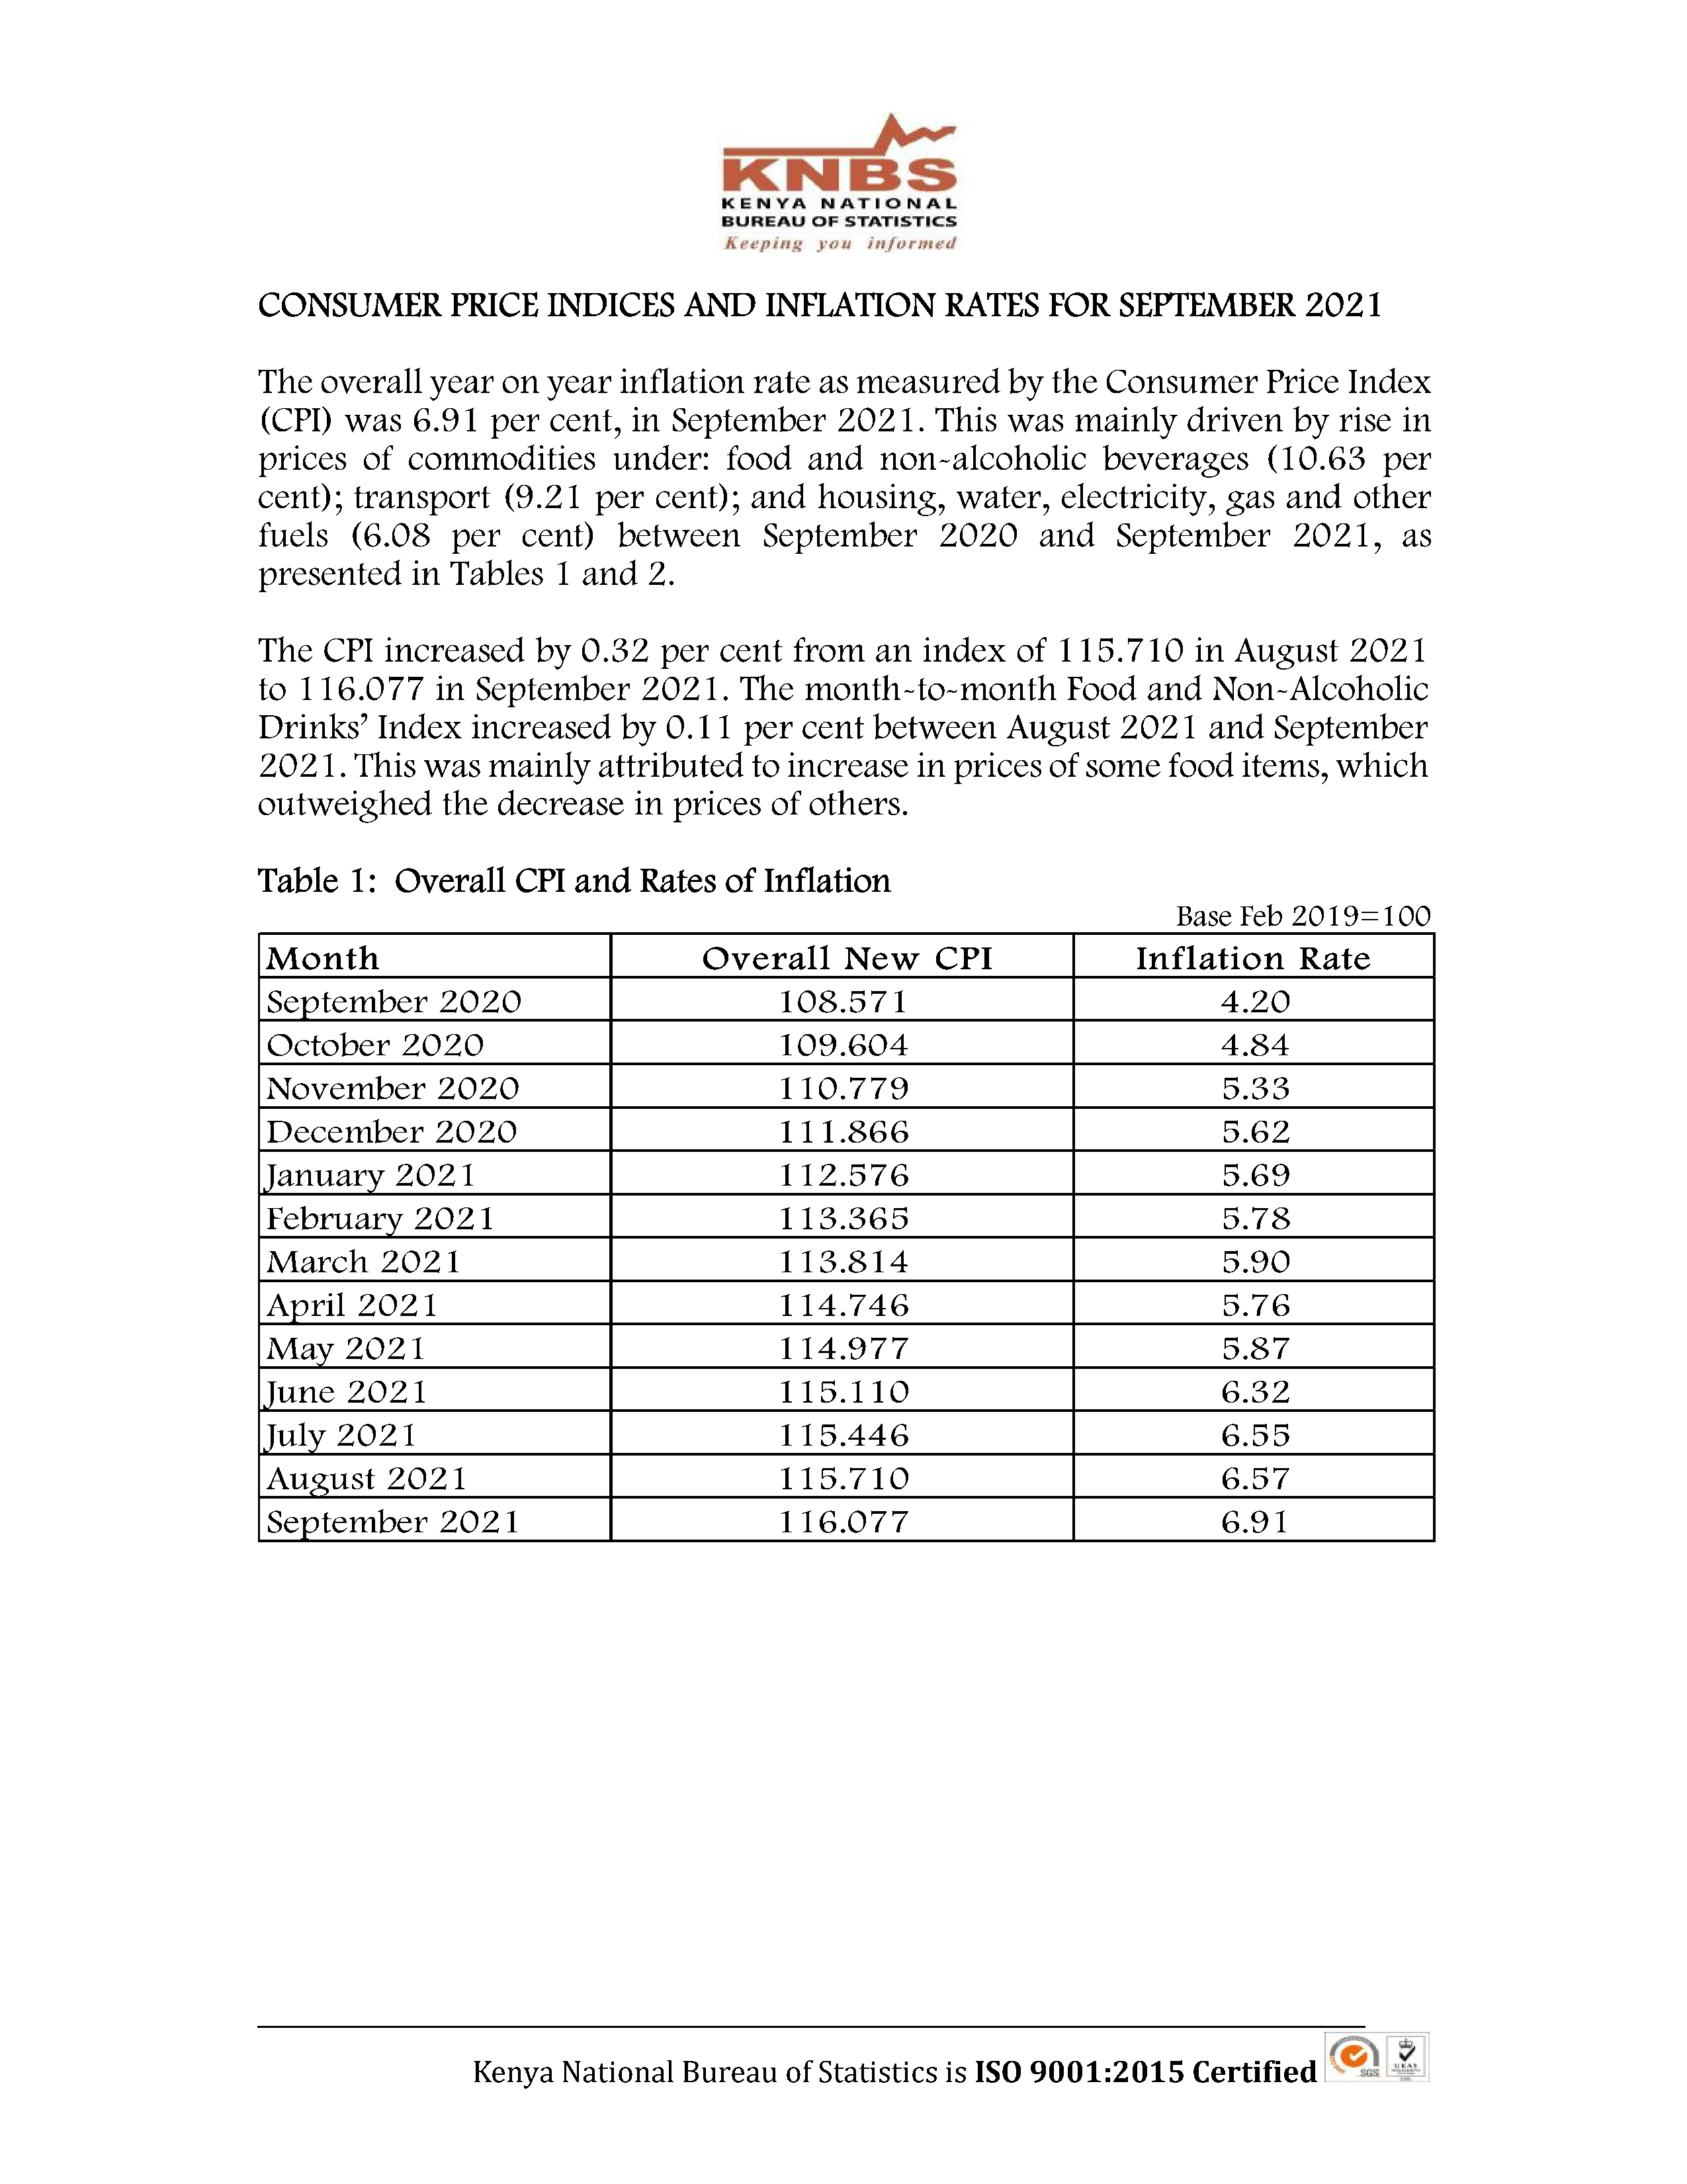 KNBS
KENYA NATIONAL
BUREAU OF STATISTICS
Keeping you informed
CONSUMER PRICE INDICES AND INFLATION RATES FOR SEPTEMBER 2021
The overall year on year inflation rate as measured by the Consumer Price Index
(CPI) was 6.91 per cent, in September 2021. This was mainly driven by rise in
prices of commodities under: food and non-alcoholic beverages (10.63 per
cent); transport (9.21 per cent); and housing, water, electricity, gas and other
fuels (6.08 per cent) between September 2020 and September 2021, as
presented in Tables 1 and 2.
The CPI increased by 0.32 per cent from an index of 115.710 in August 2021
to 116.077 in September 2021. The month-to-month Food and Non-Alcoholic
Drinks’ Index increased by 0.11 per cent between August 2021 and September
2021. This was mainly attributed to increase in prices of some food items, which
outweighed the decrease in prices of others.
Table 1: Overall CPI and Rates of Inflation
Base Feb 2019=100
Month Overall New CPI Inflation Rate
September 2020 108.571 4.20
October 2020 109.604 4.84
November 2020 110.779 5.33
December 2020 111.866 5.62
January 2021 112.576 5.69
February 2021 113.365 5.78
March 2021 113.814 5.90
April 2021 114.746 5.76
May 2021 114.977 5.87
June 2021 115.110 6.32
July 2021 115.446 6.55
August 2021 115.710 6.57
September 2021 116.077 6.91
Kenya National Bureau of Statistics is ISO 9001:2015 Certified
SGS
UKAS